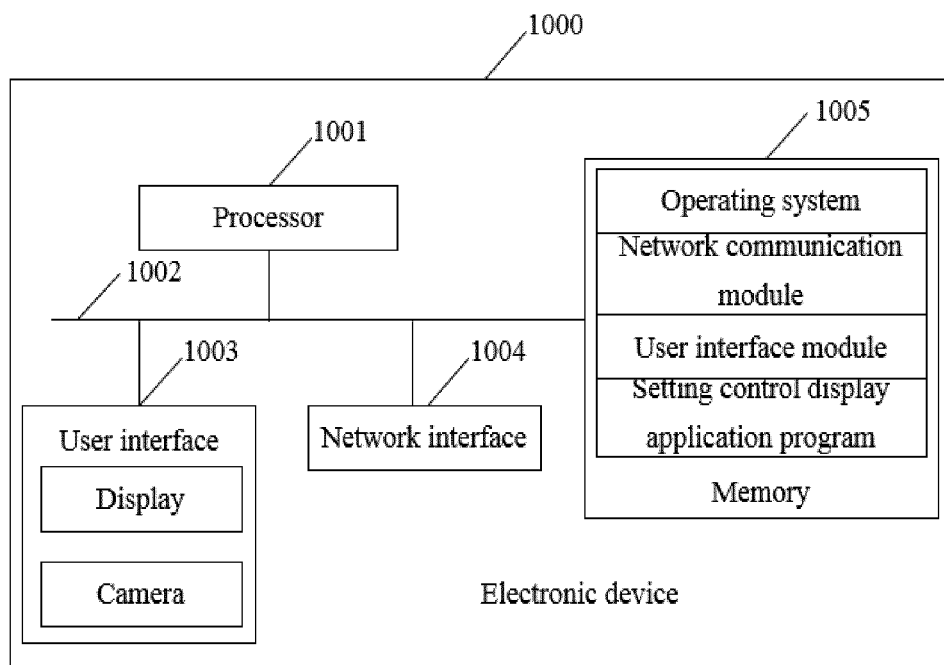 1000
1001
1005
Processor
Operating system
Network communication
module
1002
1003
1004
User interface module
Setting control display
application program
User interface
Network interface
Memory
Display
Camera
Electronic device